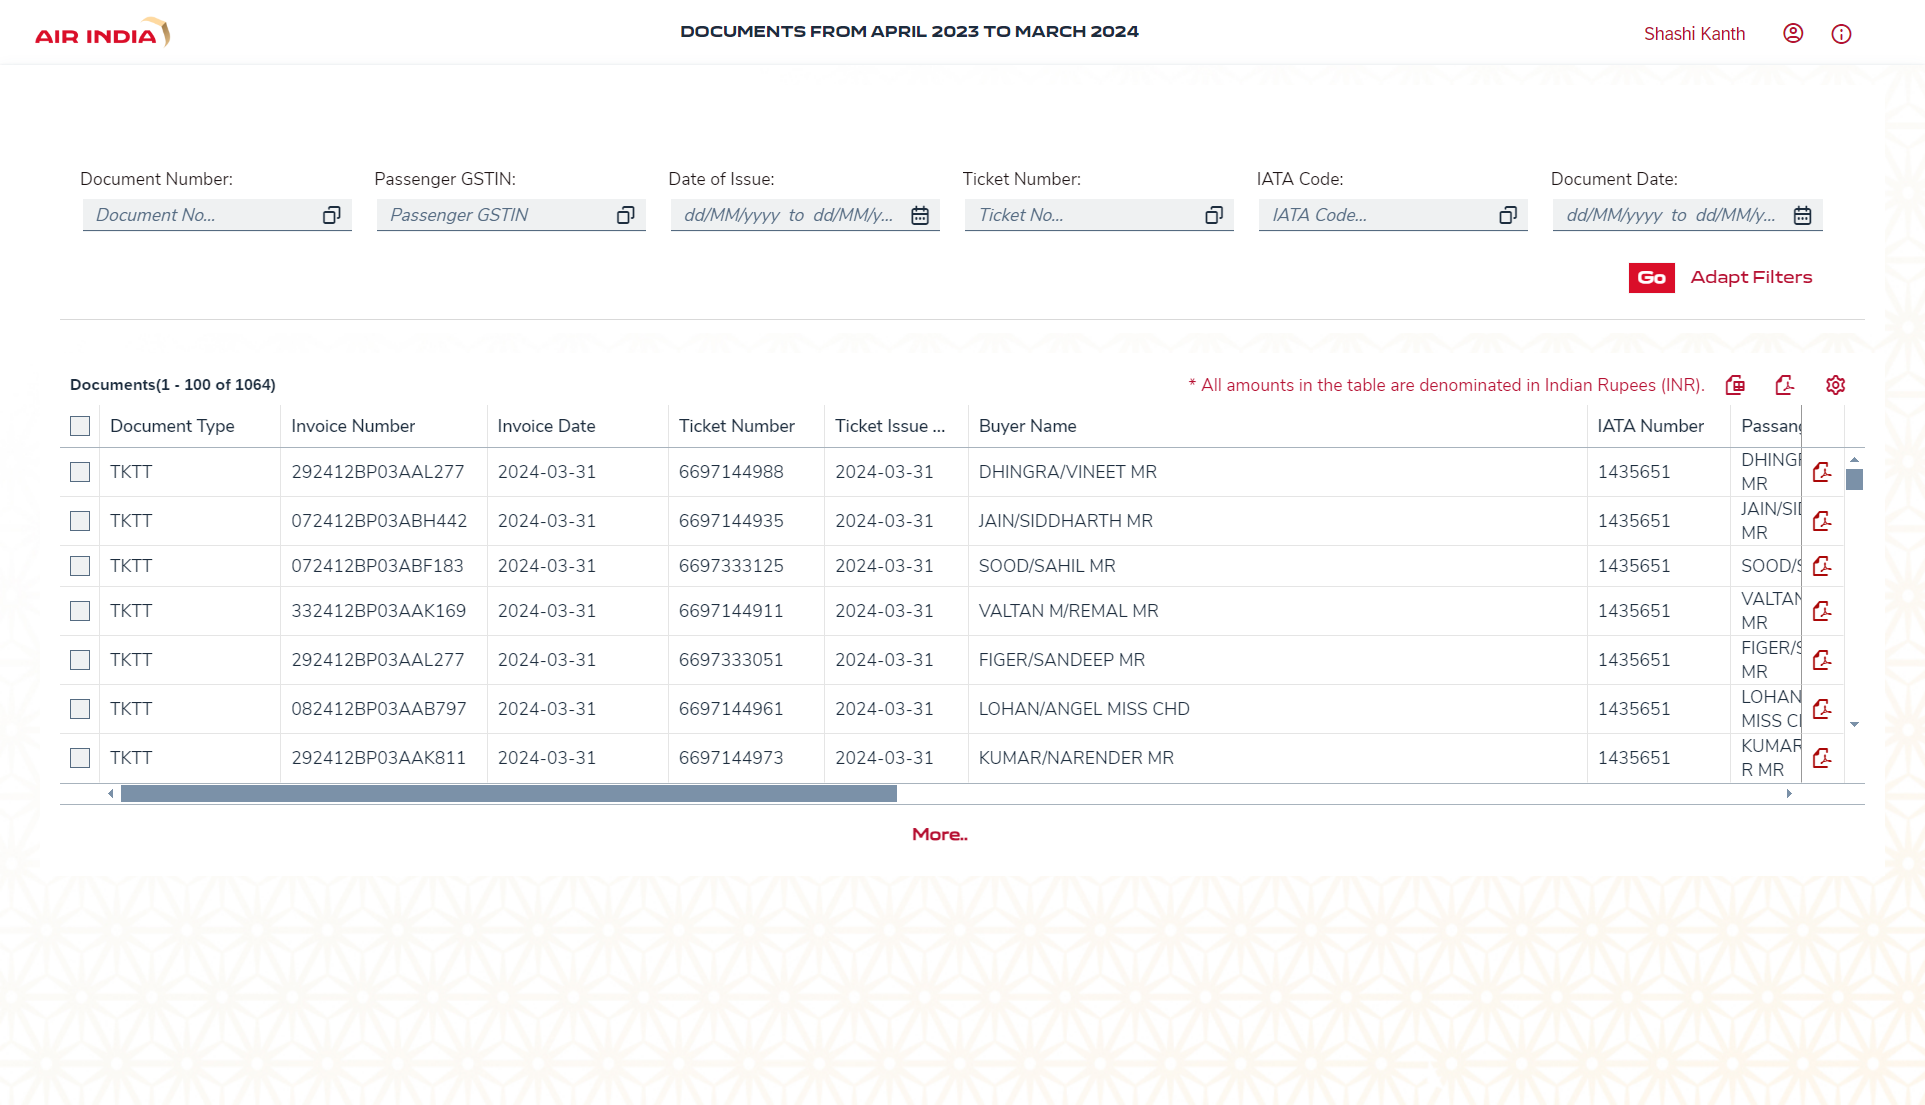 AIR INDIA
DOCUMENTS FROM APRIL 2023 TO MARCH 2024
Shashi Kanth
Document Number: Passenger GSTIN: Date of Issue: Ticket Number: IATA Code: Document Date:
Document No... Passenger GSTIN dd/MM/yyyy to dd/MM/y... Ticket No... IATA Code... dd/MM/yyyy to dd/MM/y...
Go Adapt Filters
Documents(1 - 100 of 1064)
* All amounts in the table are denominated in Indian Rupees (INR).
Document Type Invoice Number Invoice Date Ticket Number Ticket Issue ... Buyer Name IATA Number Passang
TKTT 292412BP03AAL277 2024-03-31 6697144988 2024-03-31 DHINGRA/VINEET MR 1435651 DHINGR
MR
TKTT 072412BP03ABH442 2024-03-31 6697144935 2024-03-31 JAIN/SIDDHARTH MR 1435651 JAIN/SID
MR
TKTT 072412BP03ABF183 2024-03-31 6697333125 2024-03-31 SOOD/SAHIL MR 1435651 SOOD/S
TKTT 332412BP03AAK169 2024-03-31 6697144911 2024-03-31 VALTAN M/REMAL MR 1435651 VALTAN
MR
TKTT 292412BP03AAL277 2024-03-31 6697333051 2024-03-31 FIGER/SANDEEP MR 1435651 FIGER/S
MR
TKTT 082412BP03AAB797 2024-03-31 6697144961 2024-03-31 LOHAN/ANGEL MISS CHD 1435651 LOHAN
MISS CH
TKTT 292412BP03AAK811 2024-03-31 6697144973 2024-03-31 KUMAR/NARENDER MR 1435651 KUMAR
R MR
More..